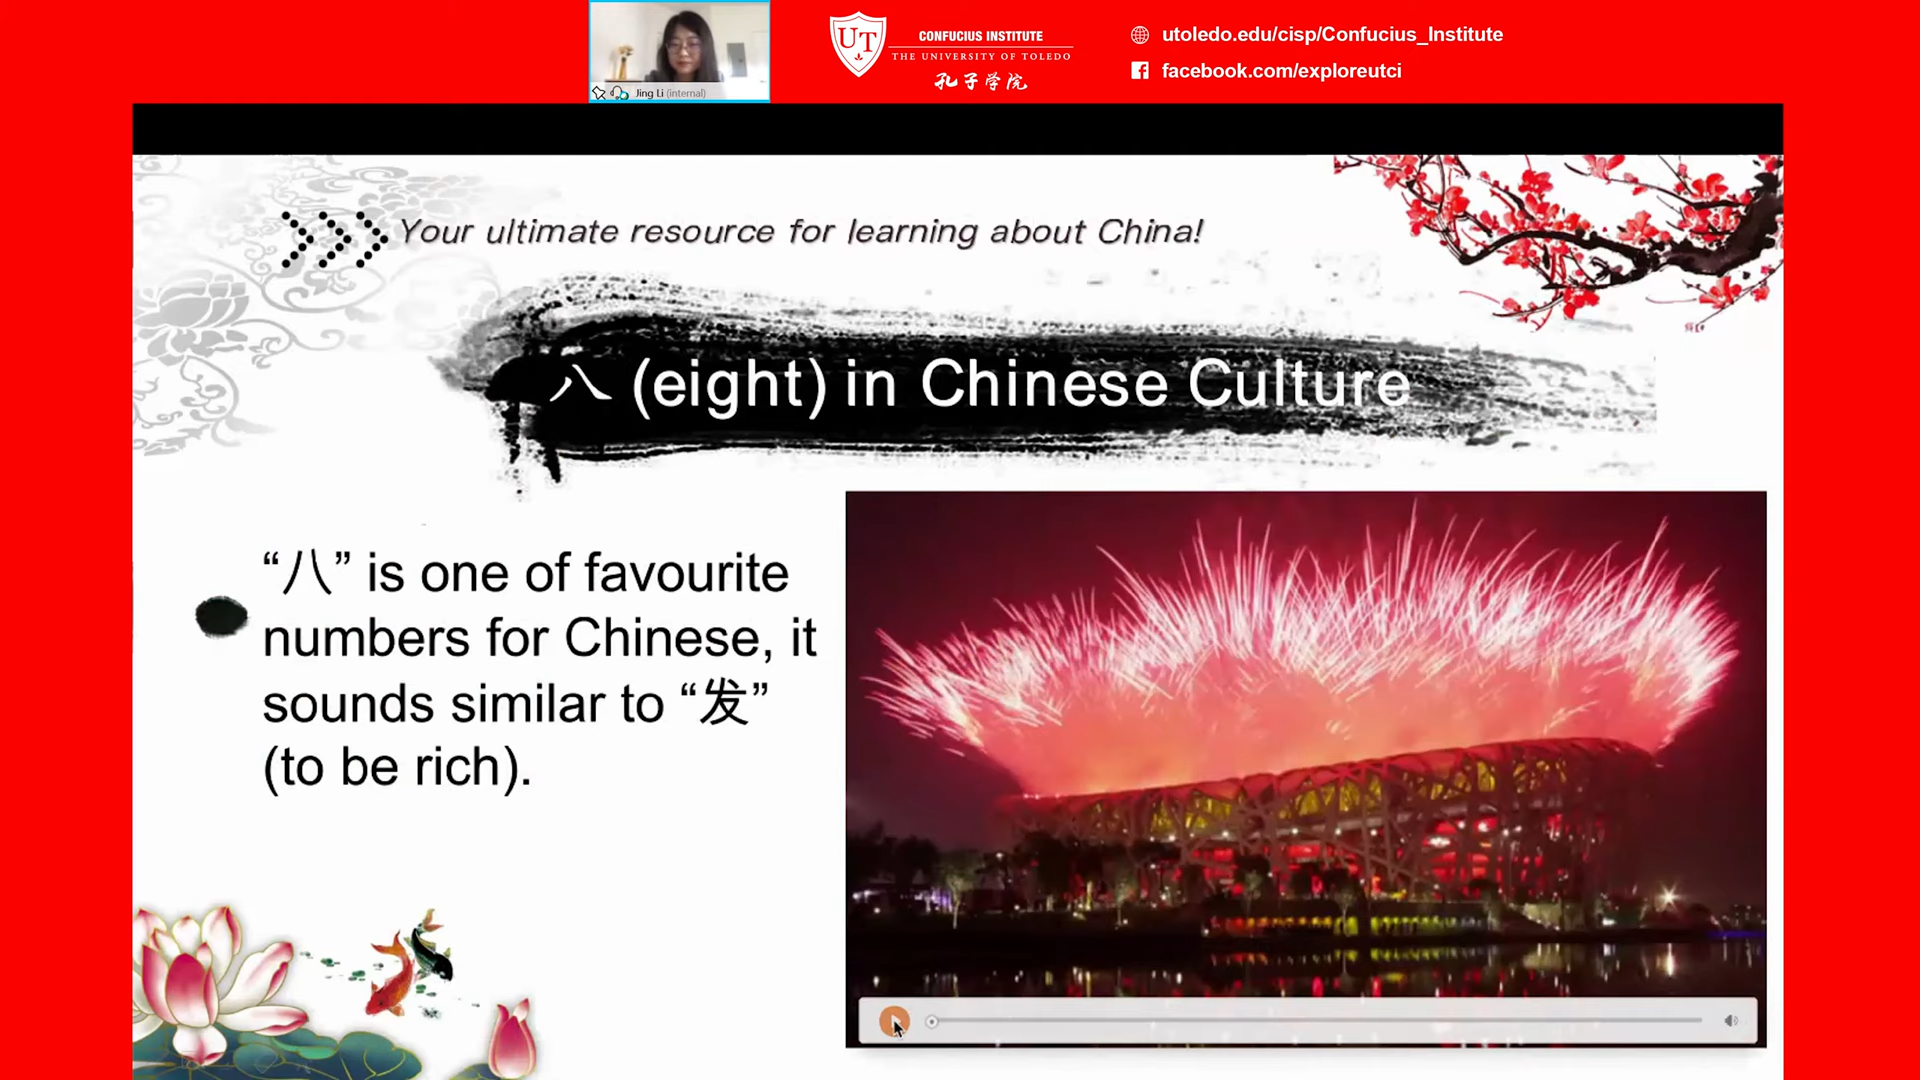 Jing Li (internal)
UT
CONFUCIUS INSTITUTE
THE UNIVERSITY OF TOLEDO
孔子学院
utoledo.edu/cisp/Confucius_Institute
facebook.com/exploreutci
Your ultimate resource for learning about China!
八 (eight) in Chinese Culture
“八” is one of favourite
numbers for Chinese, it
sounds similar to “发”
(to be rich).